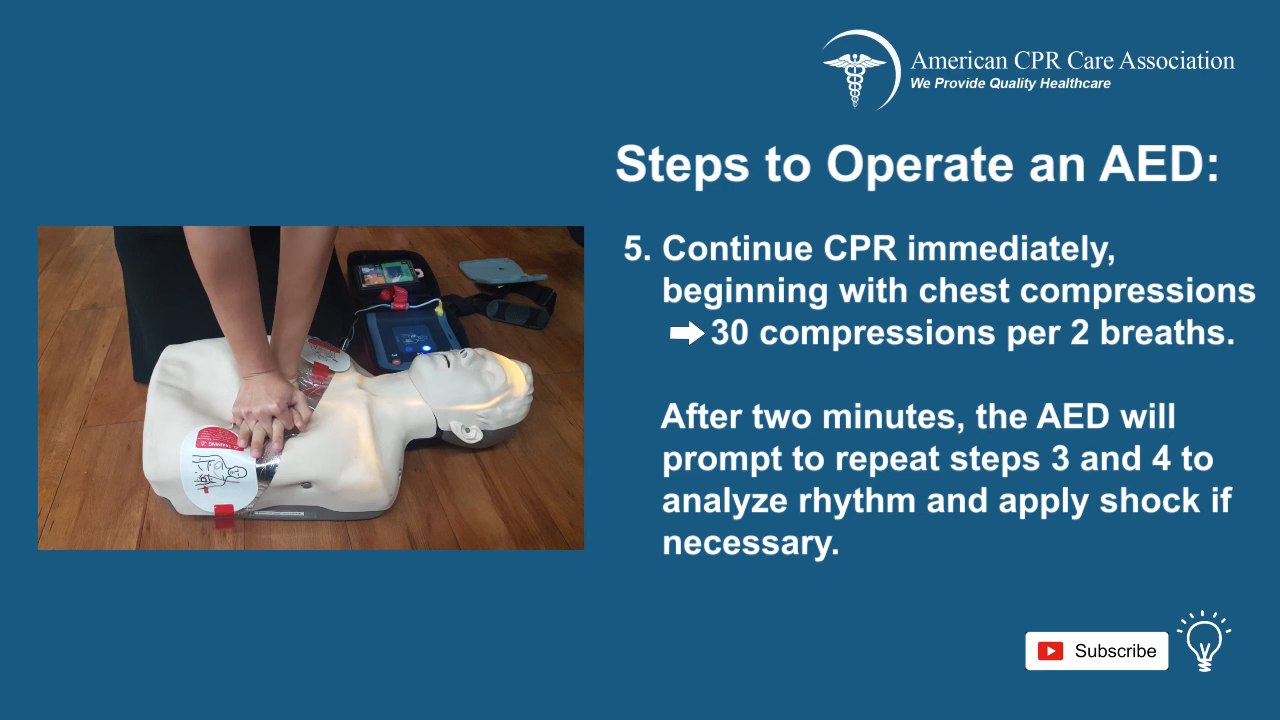 American CPR Care Association
We Provide Quality Healthcare
Steps to Operate an AED:
5. Continue CPR immediately,
beginning with chest compressions
30 compressions per 2 breaths.
After two minutes, the AED will
prompt to repeat steps 3 and 4 to
analyze rhythm and apply shock if
necessary.
Subscribe